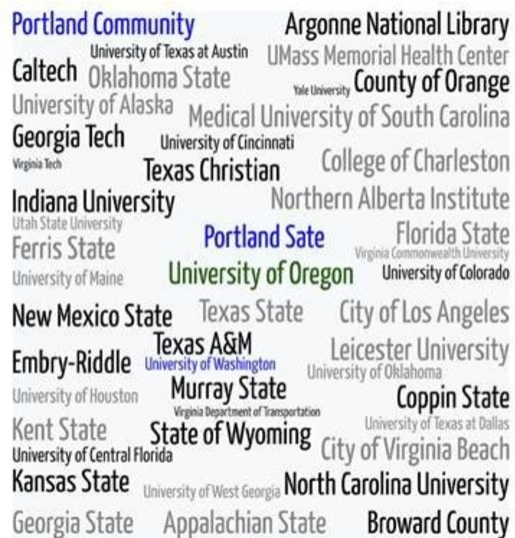 Portland Community
Argonne National Library
University of Texas at Austin
UMass Memorial Health Center
Caltech
Oklahoma State
Yale University
County of Orange
University of Alaska
Medical University of South Carolina
Georgia Tech
University of Cincinnati
Virginia Tech
Texas Christian
College of Charleston
Indiana University
Northern Alberta Institute
Utah State University
Portland Sate
Florida State
Ferris State
Virginia Commonwealth University
University of Maine
University of Oregon
University of Colorado
New Mexico State
Texas State
City of Los Angeles
Texas A&M
Leicester University
Embry-Riddle
University of Washington
University of Oklahoma
University of Houston
Murray State
Coppin State
Virginia Department of Transportation
University of Texas at Dallas
Kent State
State of Wyoming
City of Virginia Beach
University of Central Florida
Kansas State
University of West Georgia
North Carolina University
Georgia State
Appalachian State
Broward County